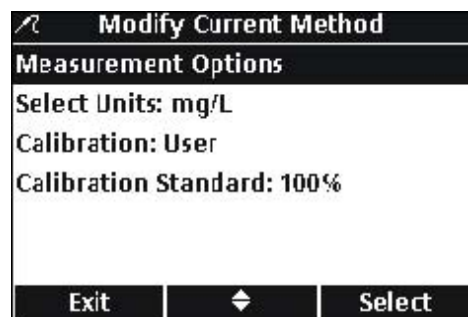 Modify Current Method
Measurement Options
Select Units: mg/L
Calibration: User
Calibration Standard: 100%
Exit Select